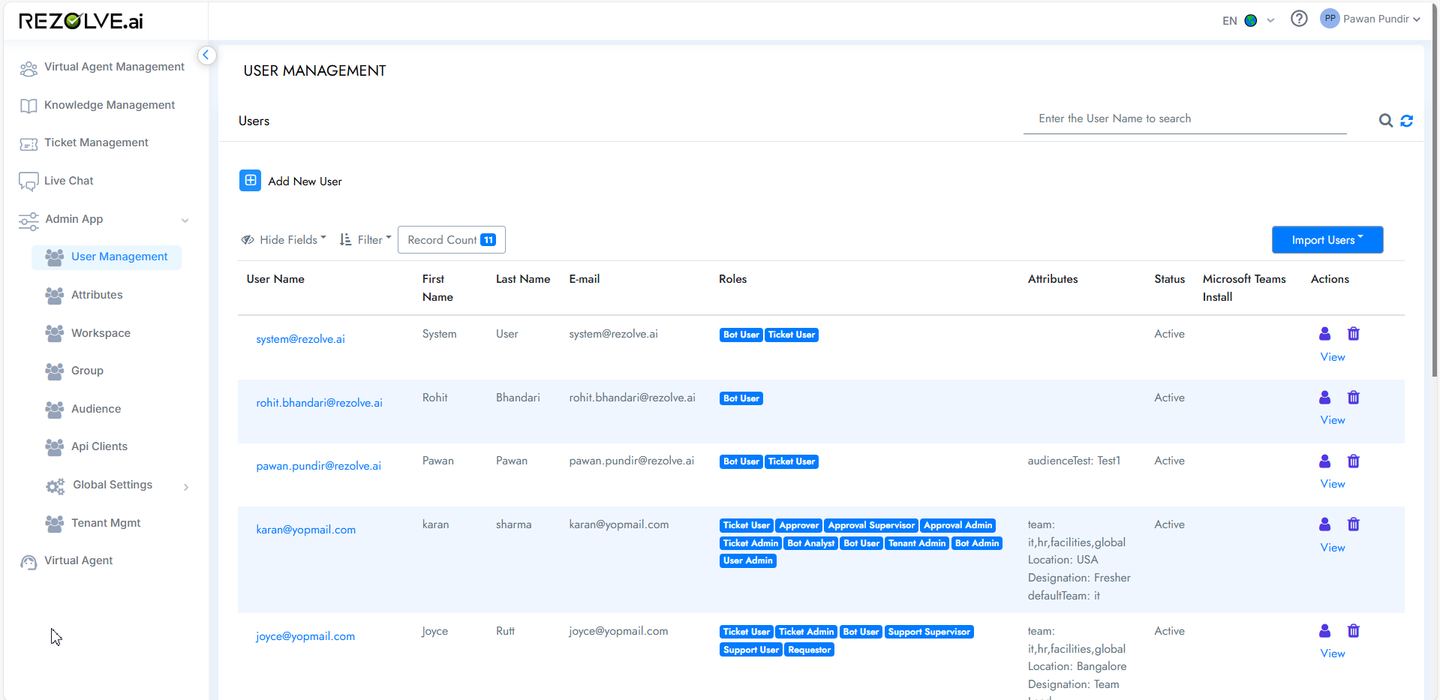 REZOLVE.ai
EN
PP
Pawan Pundir
Virtual Agent Management
Knowledge Management
Ticket Management
Live Chat
Admin App
User Management
Attributes
Workspace
Group
Audience
Api Clients
Global Settings
Tenant Mgmt
Virtual Agent
USER MANAGEMENT
Users
Enter the User Name to search
Add New User
Hide Fields Filter Record Count 11 Import Users
User Name First Name Last Name E-mail Roles Attributes Status Microsoft Teams Install Actions
system@rezolve.ai System User system@rezolve.ai Bot User Ticket User Active
View
rohit.bhandari@rezolve.ai Rohit Bhandari rohit.bhandari@rezolve.ai Bot User Active
View
pawan.pundir@rezolve.ai Pawan Pawan pawan.pundir@rezolve.ai Bot User Ticket User audienceTest: Test1 Active
View
karan@yopmail.com karan sharma karan@yopmail.com Ticket User Approver Approval Supervisor Approval Admin team: Active
Ticket Admin Bot Analyst Bot User Tenant Admin Bot Admin it,hr,facilities,global View
User Admin Location: USA
Designation: Fresher
defaultTeam: it
joyce@yopmail.com Joyce Rutt joyce@yopmail.com Ticket User Ticket Admin Bot User Support Supervisor team: Active
Support User Requestor it,hr,facilities,global View
Location: Bangalore
Designation: Team
Lead